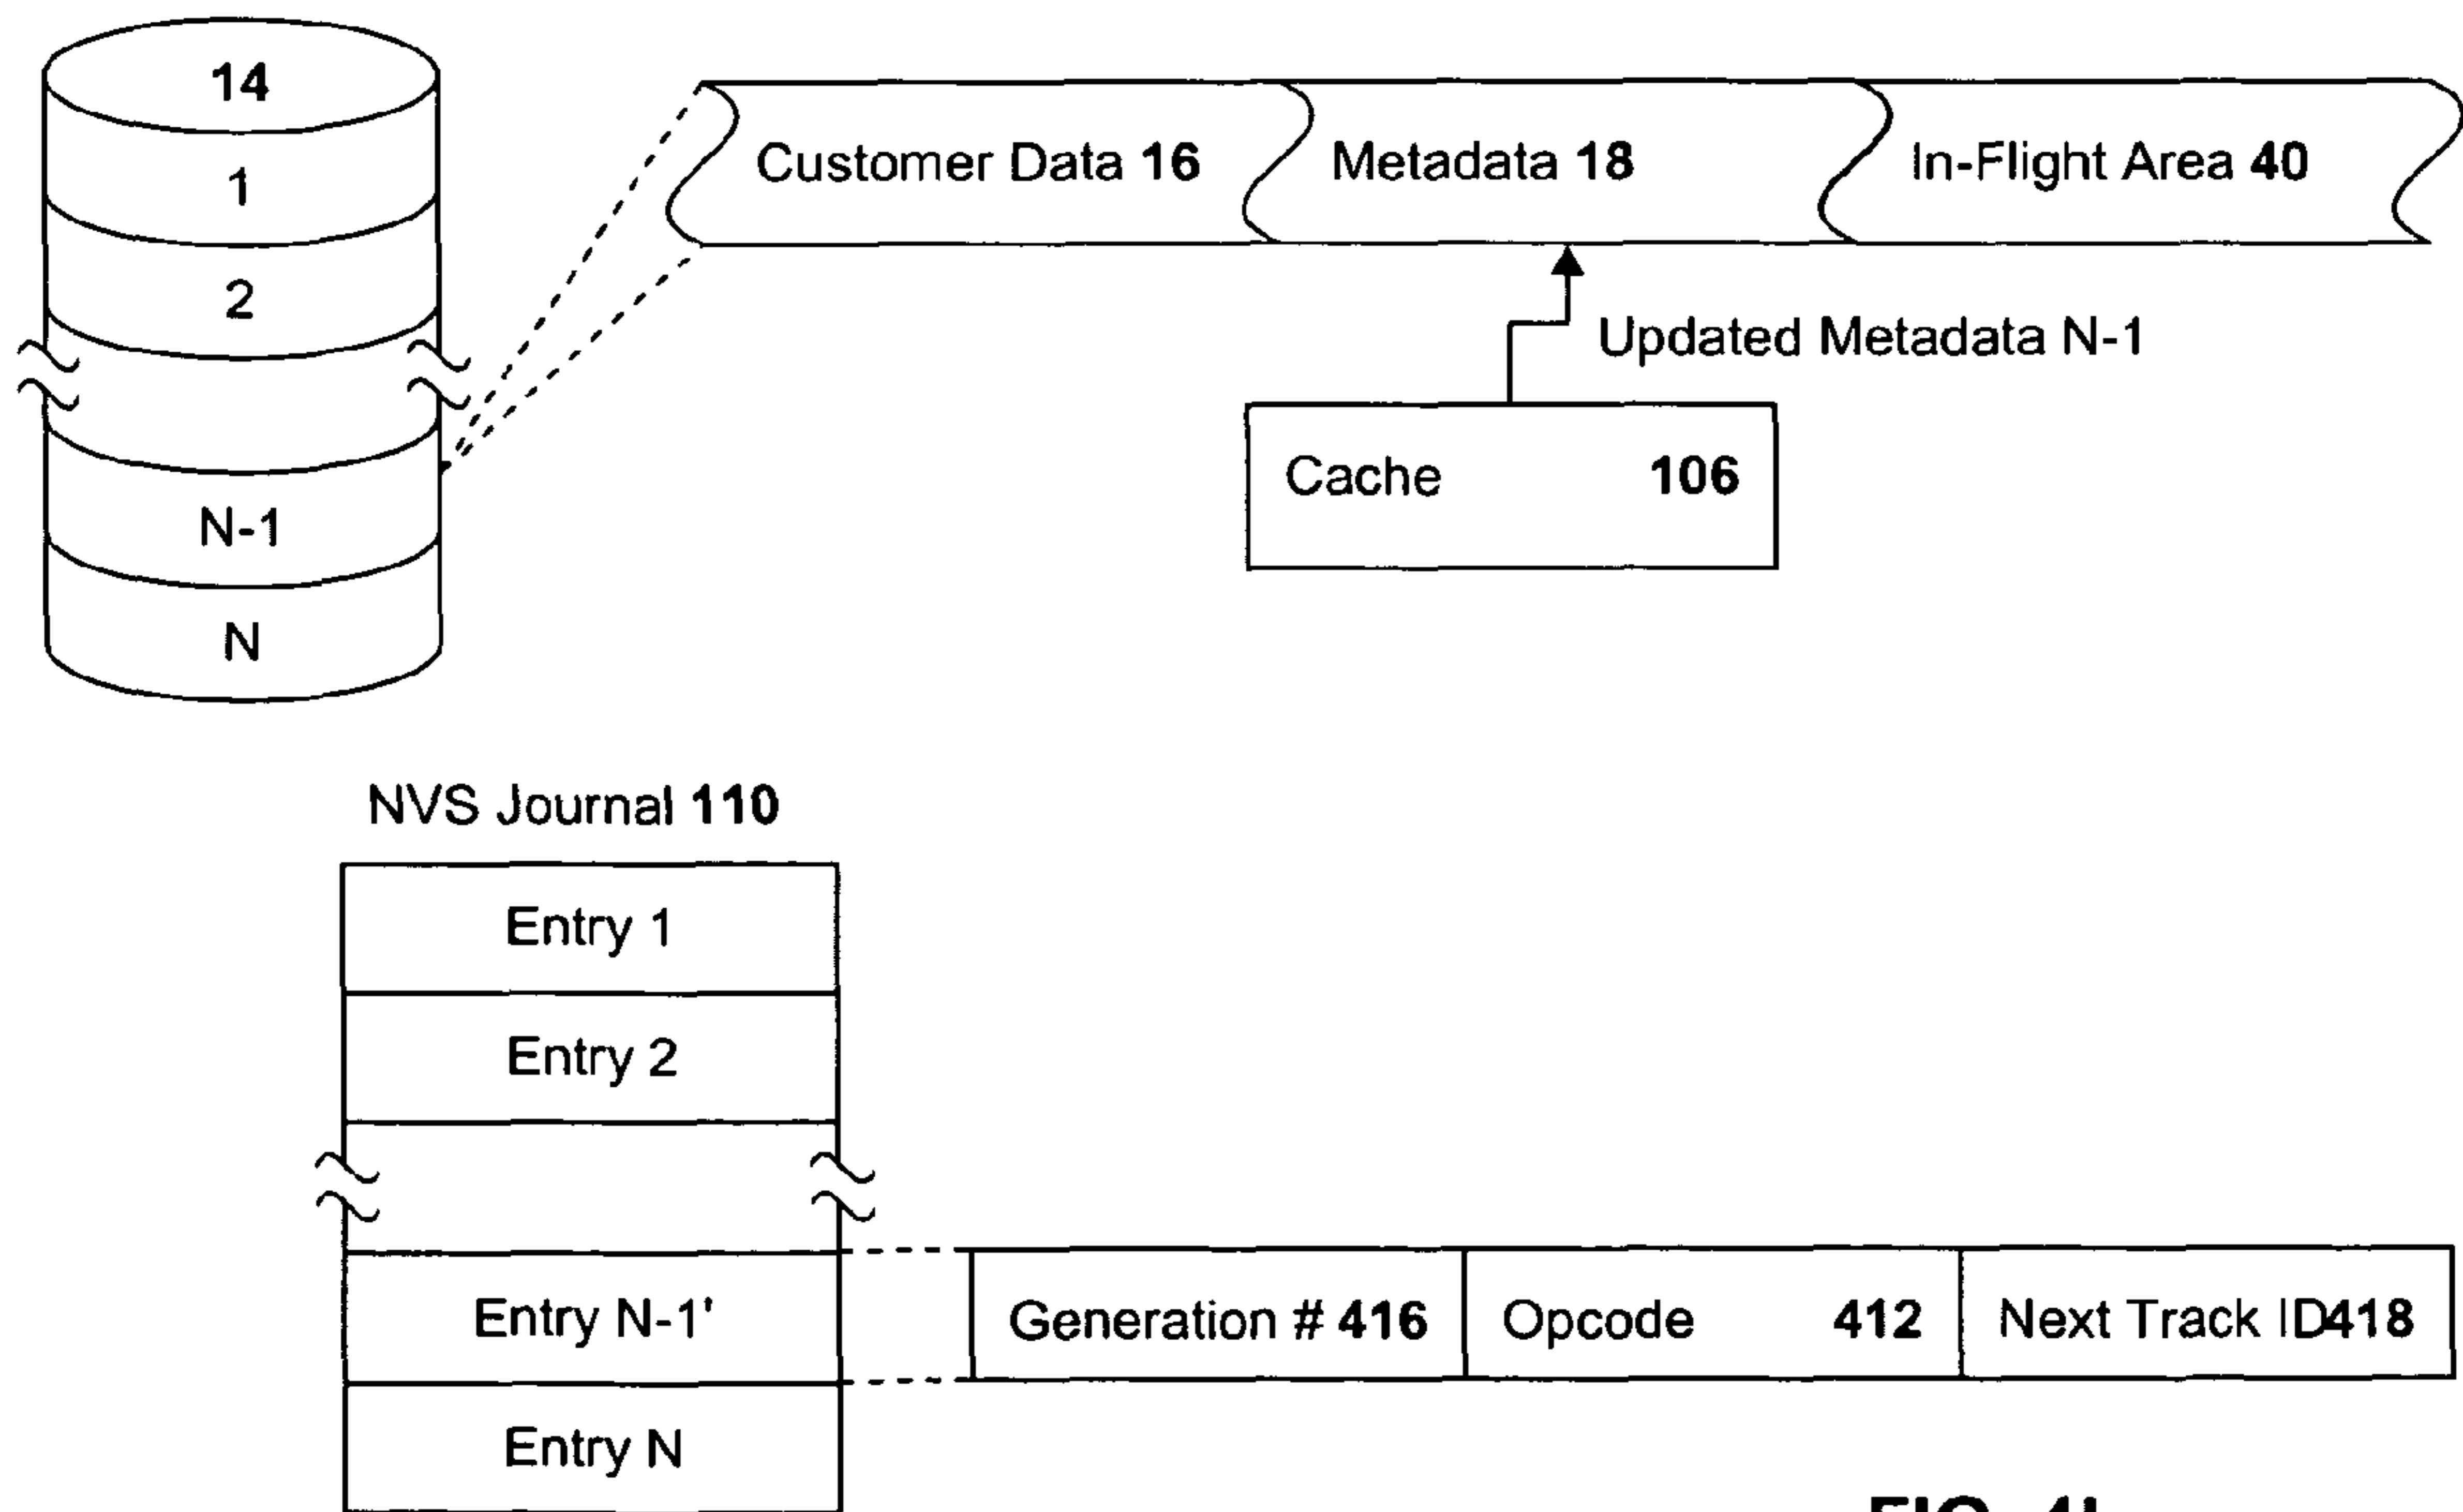 14
1
2
N-1
N
Customer Data 16
Metadata 18
In-Flight Area 40
Updated Metadata N-1
Cache 106
NVS Journal 110
Entry 1
Entry 2
Entry N-1'
Entry N
Generation # 416
Opcode 412
Next Track ID418